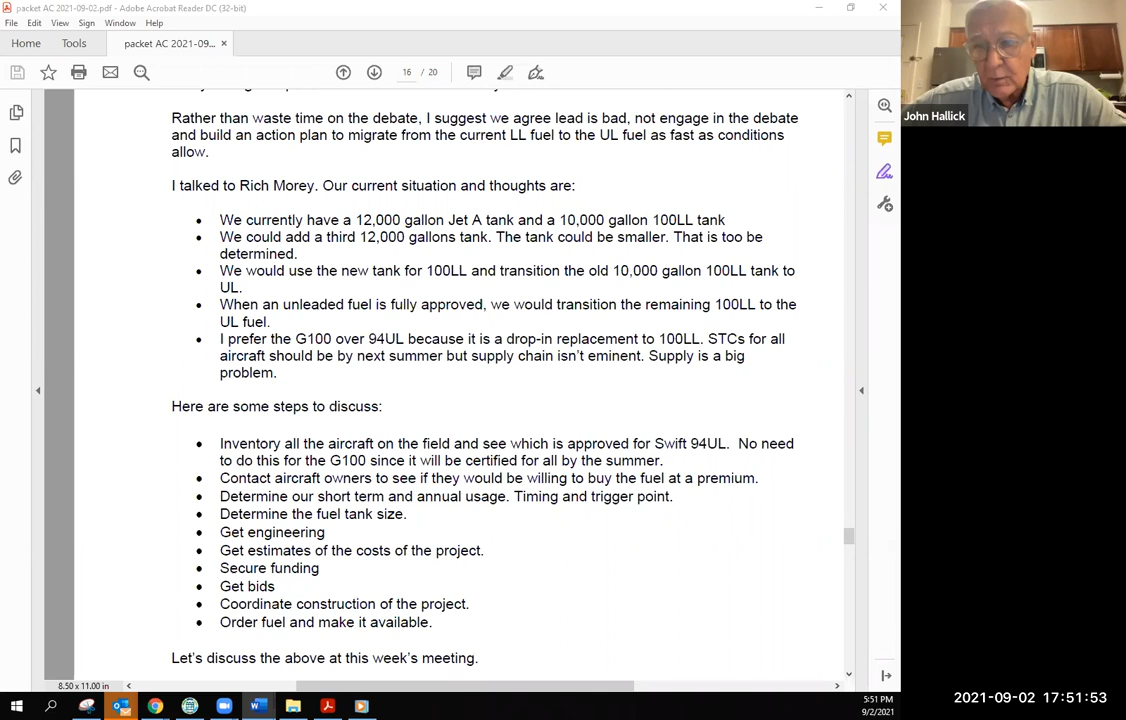 packet AC 2021-09-02.pdf - Adobe Acrobat Reader DC (32-bit)
File Edit View Sign Window Help
Home Tools packet AC 2021-09... ×
16 / 20
Rather than waste time on the debate, I suggest we agree lead is bad, not engage in the debate
and build an action plan to migrate from the current LL fuel to the UL fuel as fast as conditions
allow.
I talked to Rich Morey. Our current situation and thoughts are:
• We currently have a 12,000 gallon Jet A tank and a 10,000 gallon 100LL tank
• We could add a third 12,000 gallons tank. The tank could be smaller. That is too be
determined.
• We would use the new tank for 100LL and transition the old 10,000 gallon 100LL tank to
UL.
• When an unleaded fuel is fully approved, we would transition the remaining 100LL to the
UL fuel.
• I prefer the G100 over 94UL because it is a drop-in replacement to 100LL. STCs for all
aircraft should be by next summer but supply chain isn't eminent. Supply is a big
problem.
Here are some steps to discuss:
• Inventory all the aircraft on the field and see which is approved for Swift 94UL. No need
to do this for the G100 since it will be certified for all by the summer.
• Contact aircraft owners to see if they would be willing to buy the fuel at a premium.
• Determine our short term and annual usage. Timing and trigger point.
• Determine the fuel tank size.
• Get engineering
• Get estimates of the costs of the project.
• Secure funding
• Get bids
• Coordinate construction of the project.
• Order fuel and make it available.
Let's discuss the above at this week's meeting.
8.50 x 11.00 in
John Hallick
5:51 PM
9/2/2021
2021-09-02 17:51:53